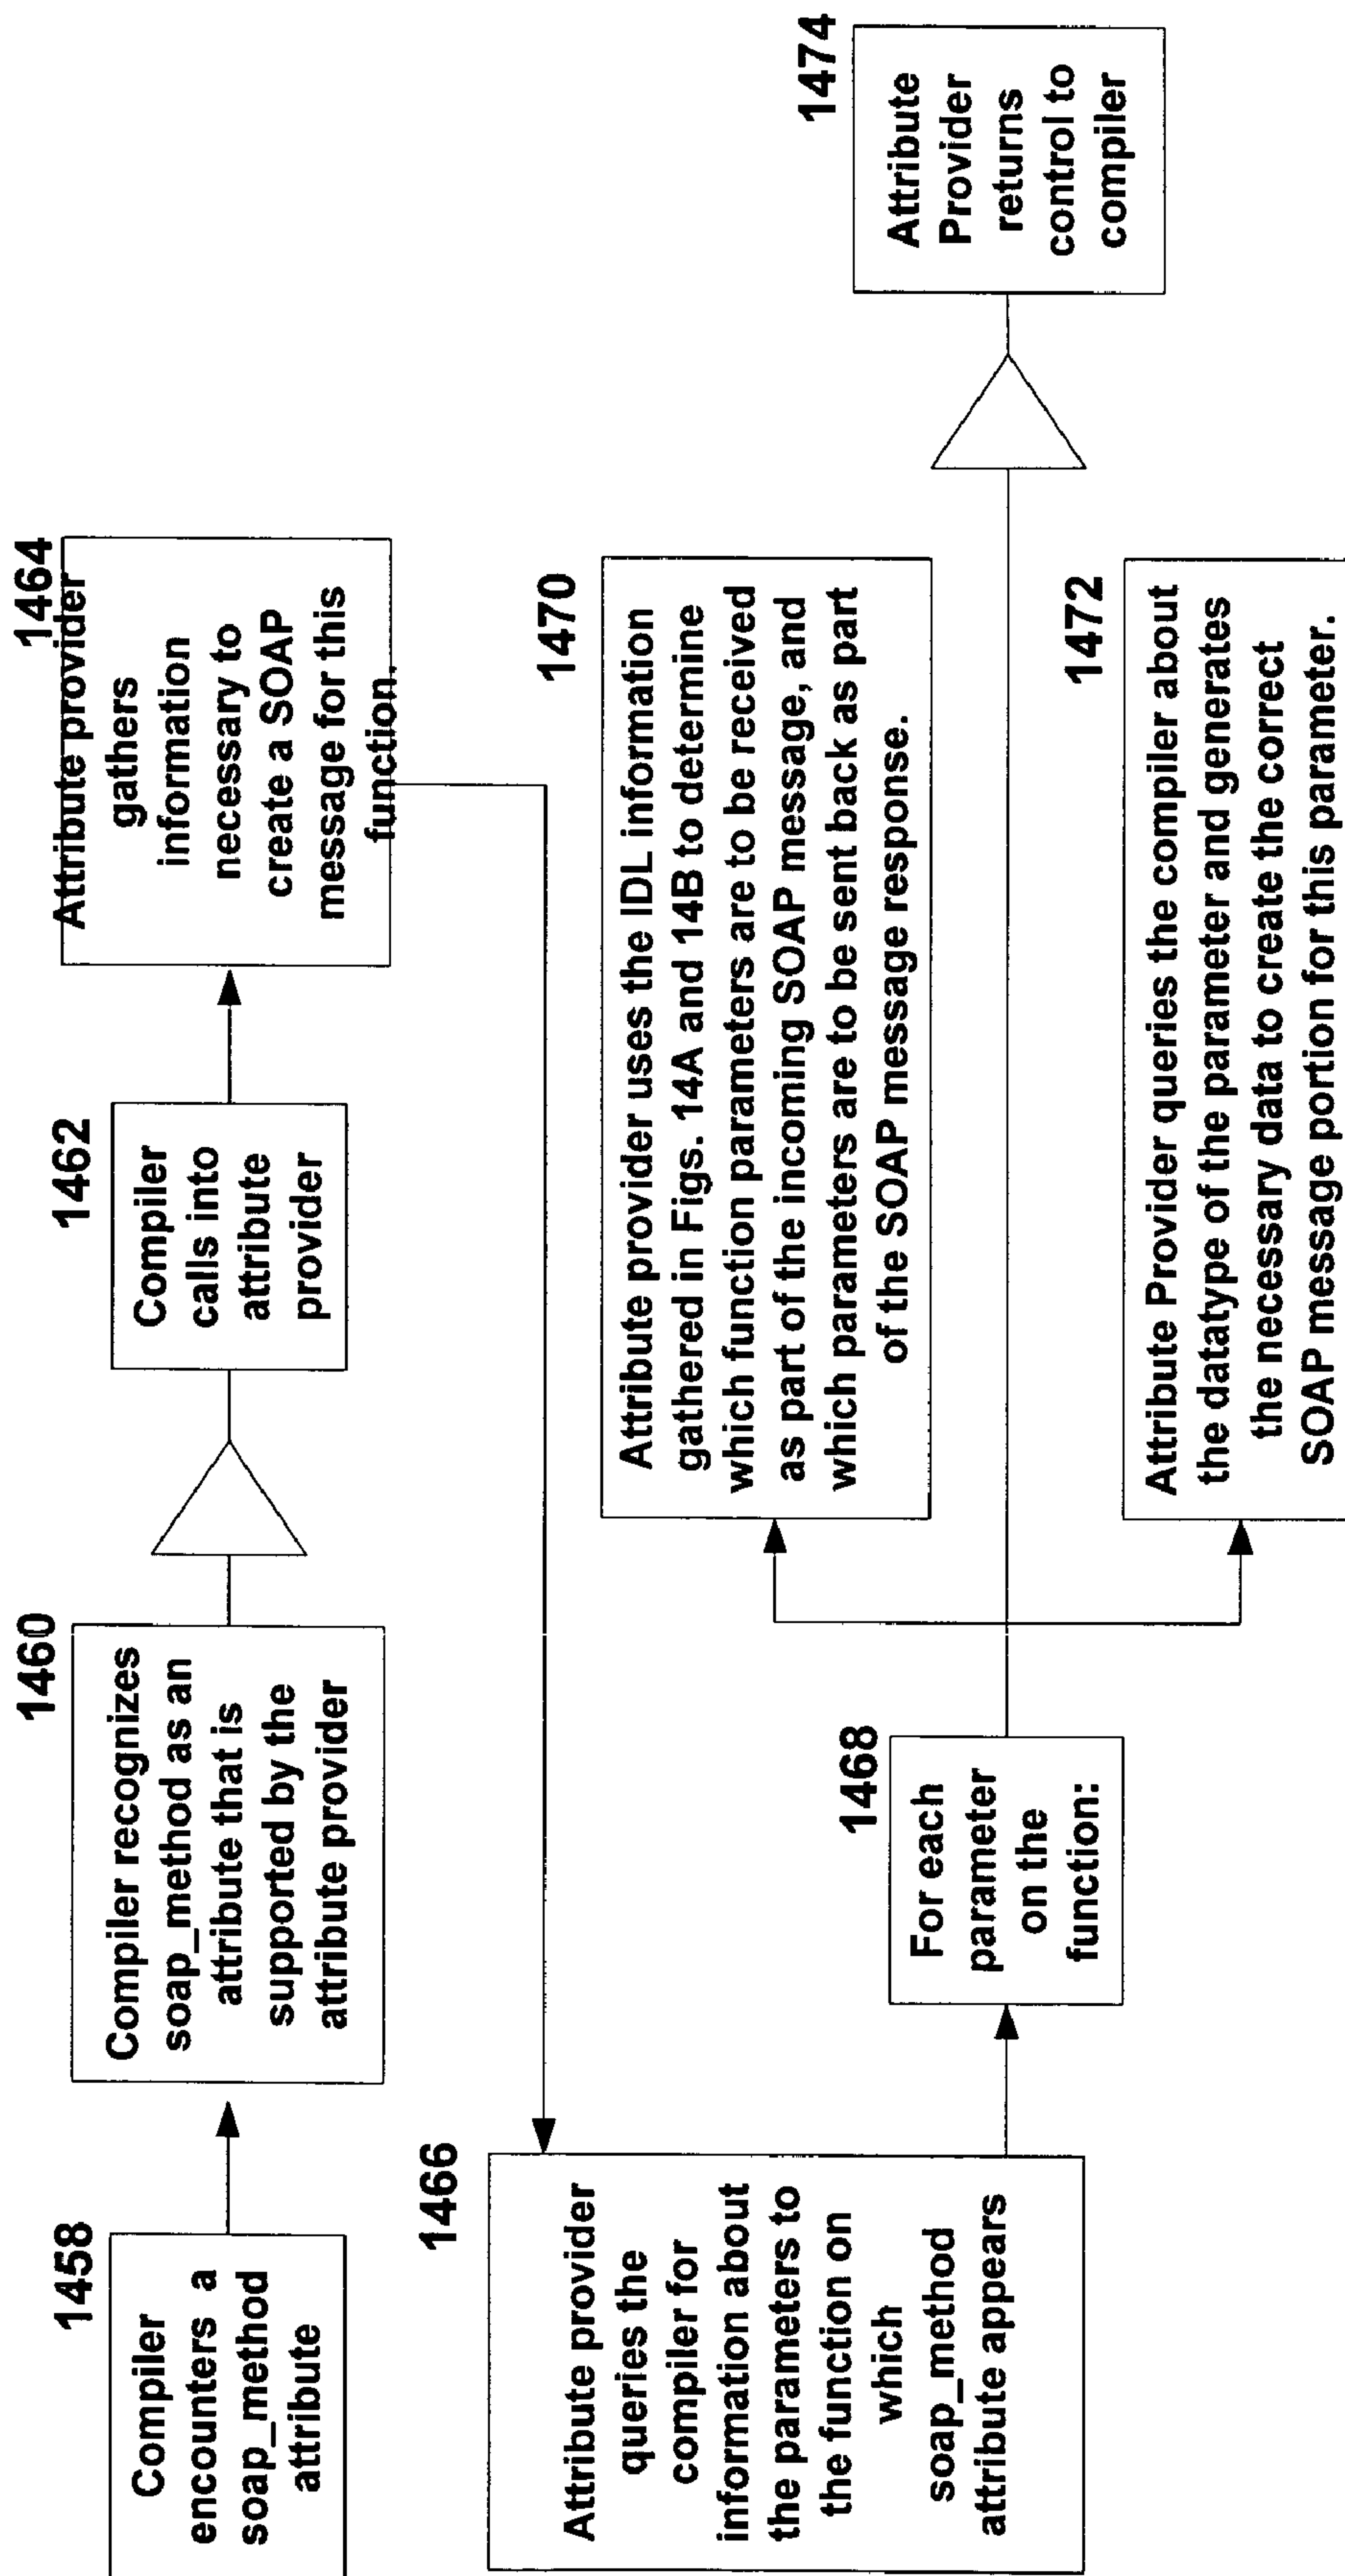 1458
Compiler
encounters a
soap_method
attribute
1460
Compiler recognizes
soap_method as an
attribute that is
supported by the
attribute provider
1462
Compiler
calls into
attribute
provider
1464
Attribute provider
gathers
information
necessary to
create a SOAP
message for this
function.
1466
Attribute provider
queries the
compiler for
information about
the parameters to
the function on
which
soap_method
attribute appears
1468
For each
parameter
on the
function:
1470
Attribute provider uses the IDL information
gathered in Figs. 14A and 14B to determine
which function parameters are to be received
as part of the incoming SOAP message, and
which parameters are to be sent back as part
of the SOAP message response.
1472
Attribute Provider queries the compiler about
the datatype of the parameter and generates
the necessary data to create the correct
SOAP message portion for this parameter.
1474
Attribute
Provider
returns
control to
compiler